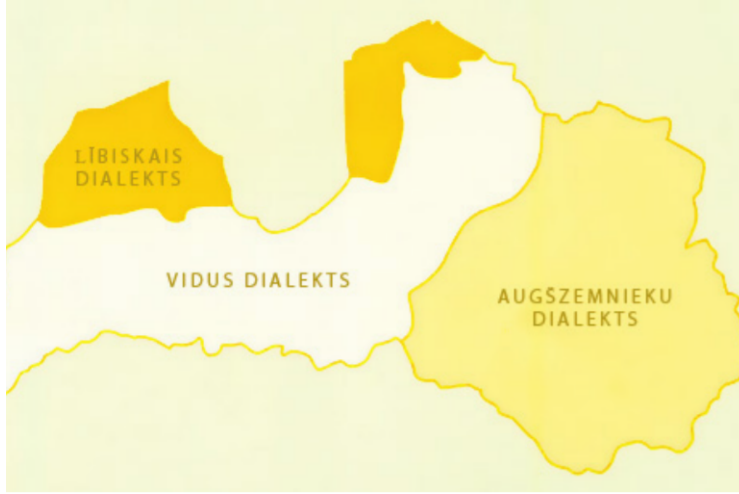 LĪBISKAIS
DIALEKTS
VIDUS DIALEKTS
AUGŠZEMNIEKU
DIALEKTS